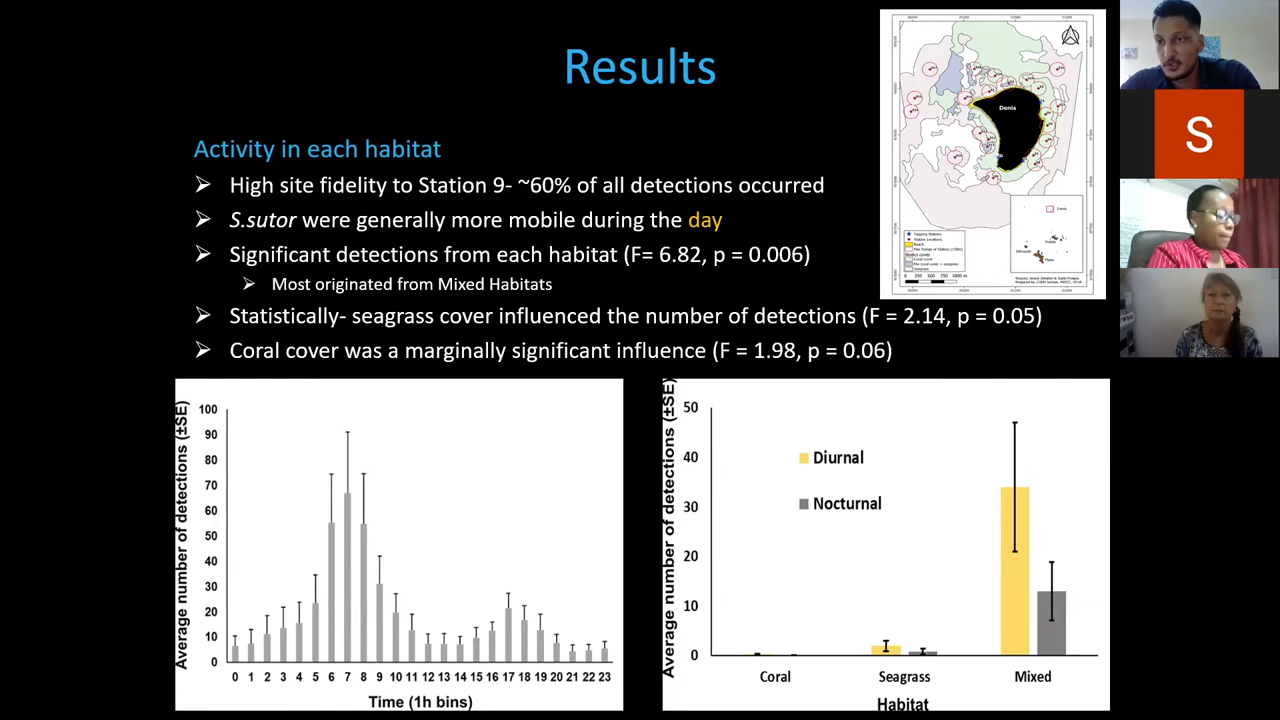 Results
Activity in each habitat
High site fidelity to Station 9- ~60% of all detections occurred
S.sutor were generally more mobile during the day
Significant detections from each habitat (F= 6.82, p = 0.006)
Most originated from Mixed Habitats
Statistically- seagrass cover influenced the number of detections (F = 2.14, p = 0.05)
Coral cover was a marginally significant influence (F = 1.98, p = 0.06)
Denis
S
Average number of detections (±SE)
100
90
80
70
60
50
40
30
20
10
0
0 1 2 3 4 5 6 7 8 9 10 11 12 13 14 15 16 17 18 19 20 21 22 23
Time (1h bins)
Average number of detections (±SE)
50
40
30
20
10
0
Diurnal
Nocturnal
Coral Seagrass Mixed
Habitat